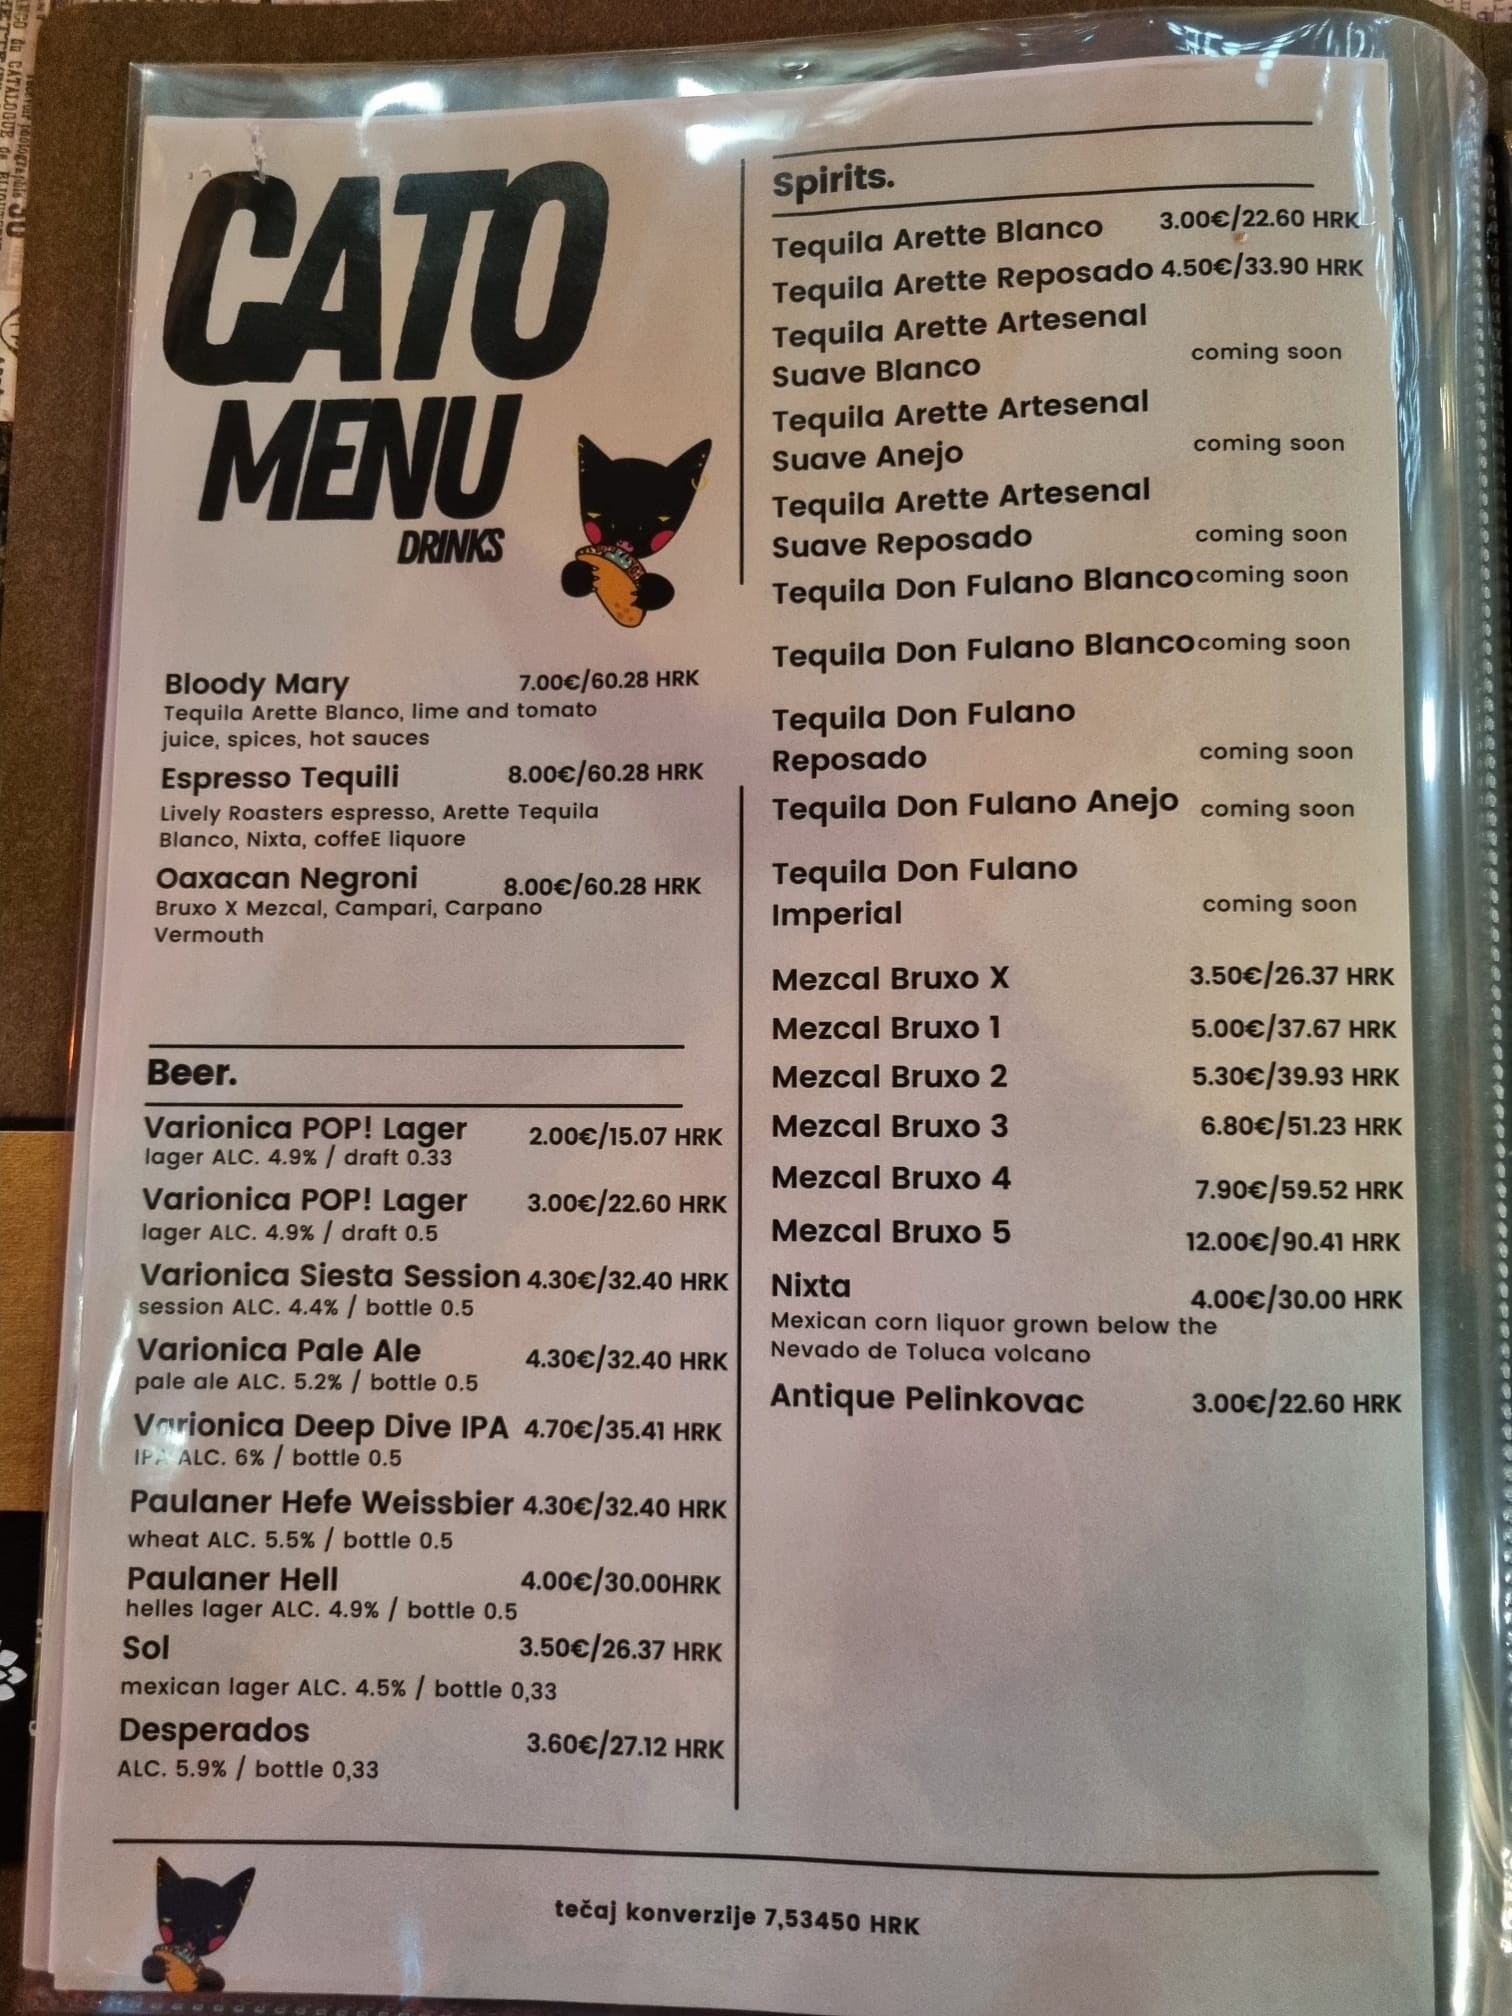 CATO
MENU
DRINKS
Bloody Mary 7.00€/60.28 HRK
Tequila Arette Blanco, lime and tomato
juice, spices, hot sauces
Espresso Tequili 8.00€/60.28 HRK
Lively Roasters espresso, Arette Tequila
Blanco, Nixta, coffeE liquore
Oaxacan Negroni 8.00€/60.28 HRK
Bruxo X Mezcal, Campari, Carpano
Vermouth
Beer.
Varionica POP! Lager 2.00€/15.07 HRK
lager ALC. 4.9% / draft 0.33
Varionica POP! Lager 3.00€/22.60 HRK
lager ALC. 4.9% / draft 0.5
Varionica Siesta Session 4.30€/32.40 HRK
session ALC. 4.4% / bottle 0.5
Varionica Pale Ale 4.30€/32.40 HRK
pale ale ALC. 5.2% / bottle 0.5
Varionica Deep Dive IPA 4.70€/35.41 HRK
IPA ALC. 6% / bottle 0.5
Paulaner Hefe Weissbier 4.30€/32.40 HRK
wheat ALC. 5.5% / bottle 0.5
Paulaner Hell 4.00€/30.00HRK
helles lager ALC. 4.9% / bottle 0.5
Sol 3.50€/26.37 HRK
mexican lager ALC. 4.5% / bottle 0,33
Desperados 3.60€/27.12 HRK
ALC. 5.9% / bottle 0,33
Spirits.
Tequila Arette Blanco 3.00€/22.60 HRK
Tequila Arette Reposado 4.50€/33.90 HRK
Tequila Arette Artesenal
Suave Blanco coming soon
Tequila Arette Artesenal
Suave Anejo coming soon
Tequila Arette Artesenal
Suave Reposado coming soon
Tequila Don Fulano Blanco coming soon
Tequila Don Fulano Blanco coming soon
Tequila Don Fulano
Reposado coming soon
Tequila Don Fulano Anejo coming soon
Tequila Don Fulano
Imperial coming soon
Mezcal Bruxo X 3.50€/26.37 HRK
Mezcal Bruxo 1 5.00€/37.67 HRK
Mezcal Bruxo 2 5.30€/39.93 HRK
Mezcal Bruxo 3 6.80€/51.23 HRK
Mezcal Bruxo 4 7.90€/59.52 HRK
Mezcal Bruxo 5 12.00€/90.41 HRK
Nixta 4.00€/30.00 HRK
Mexican corn liquor grown below the
Nevado de Toluca volcano
Antique Pelinkovac 3.00€/22.60 HRK
tečaj konverzije 7,53450 HRK